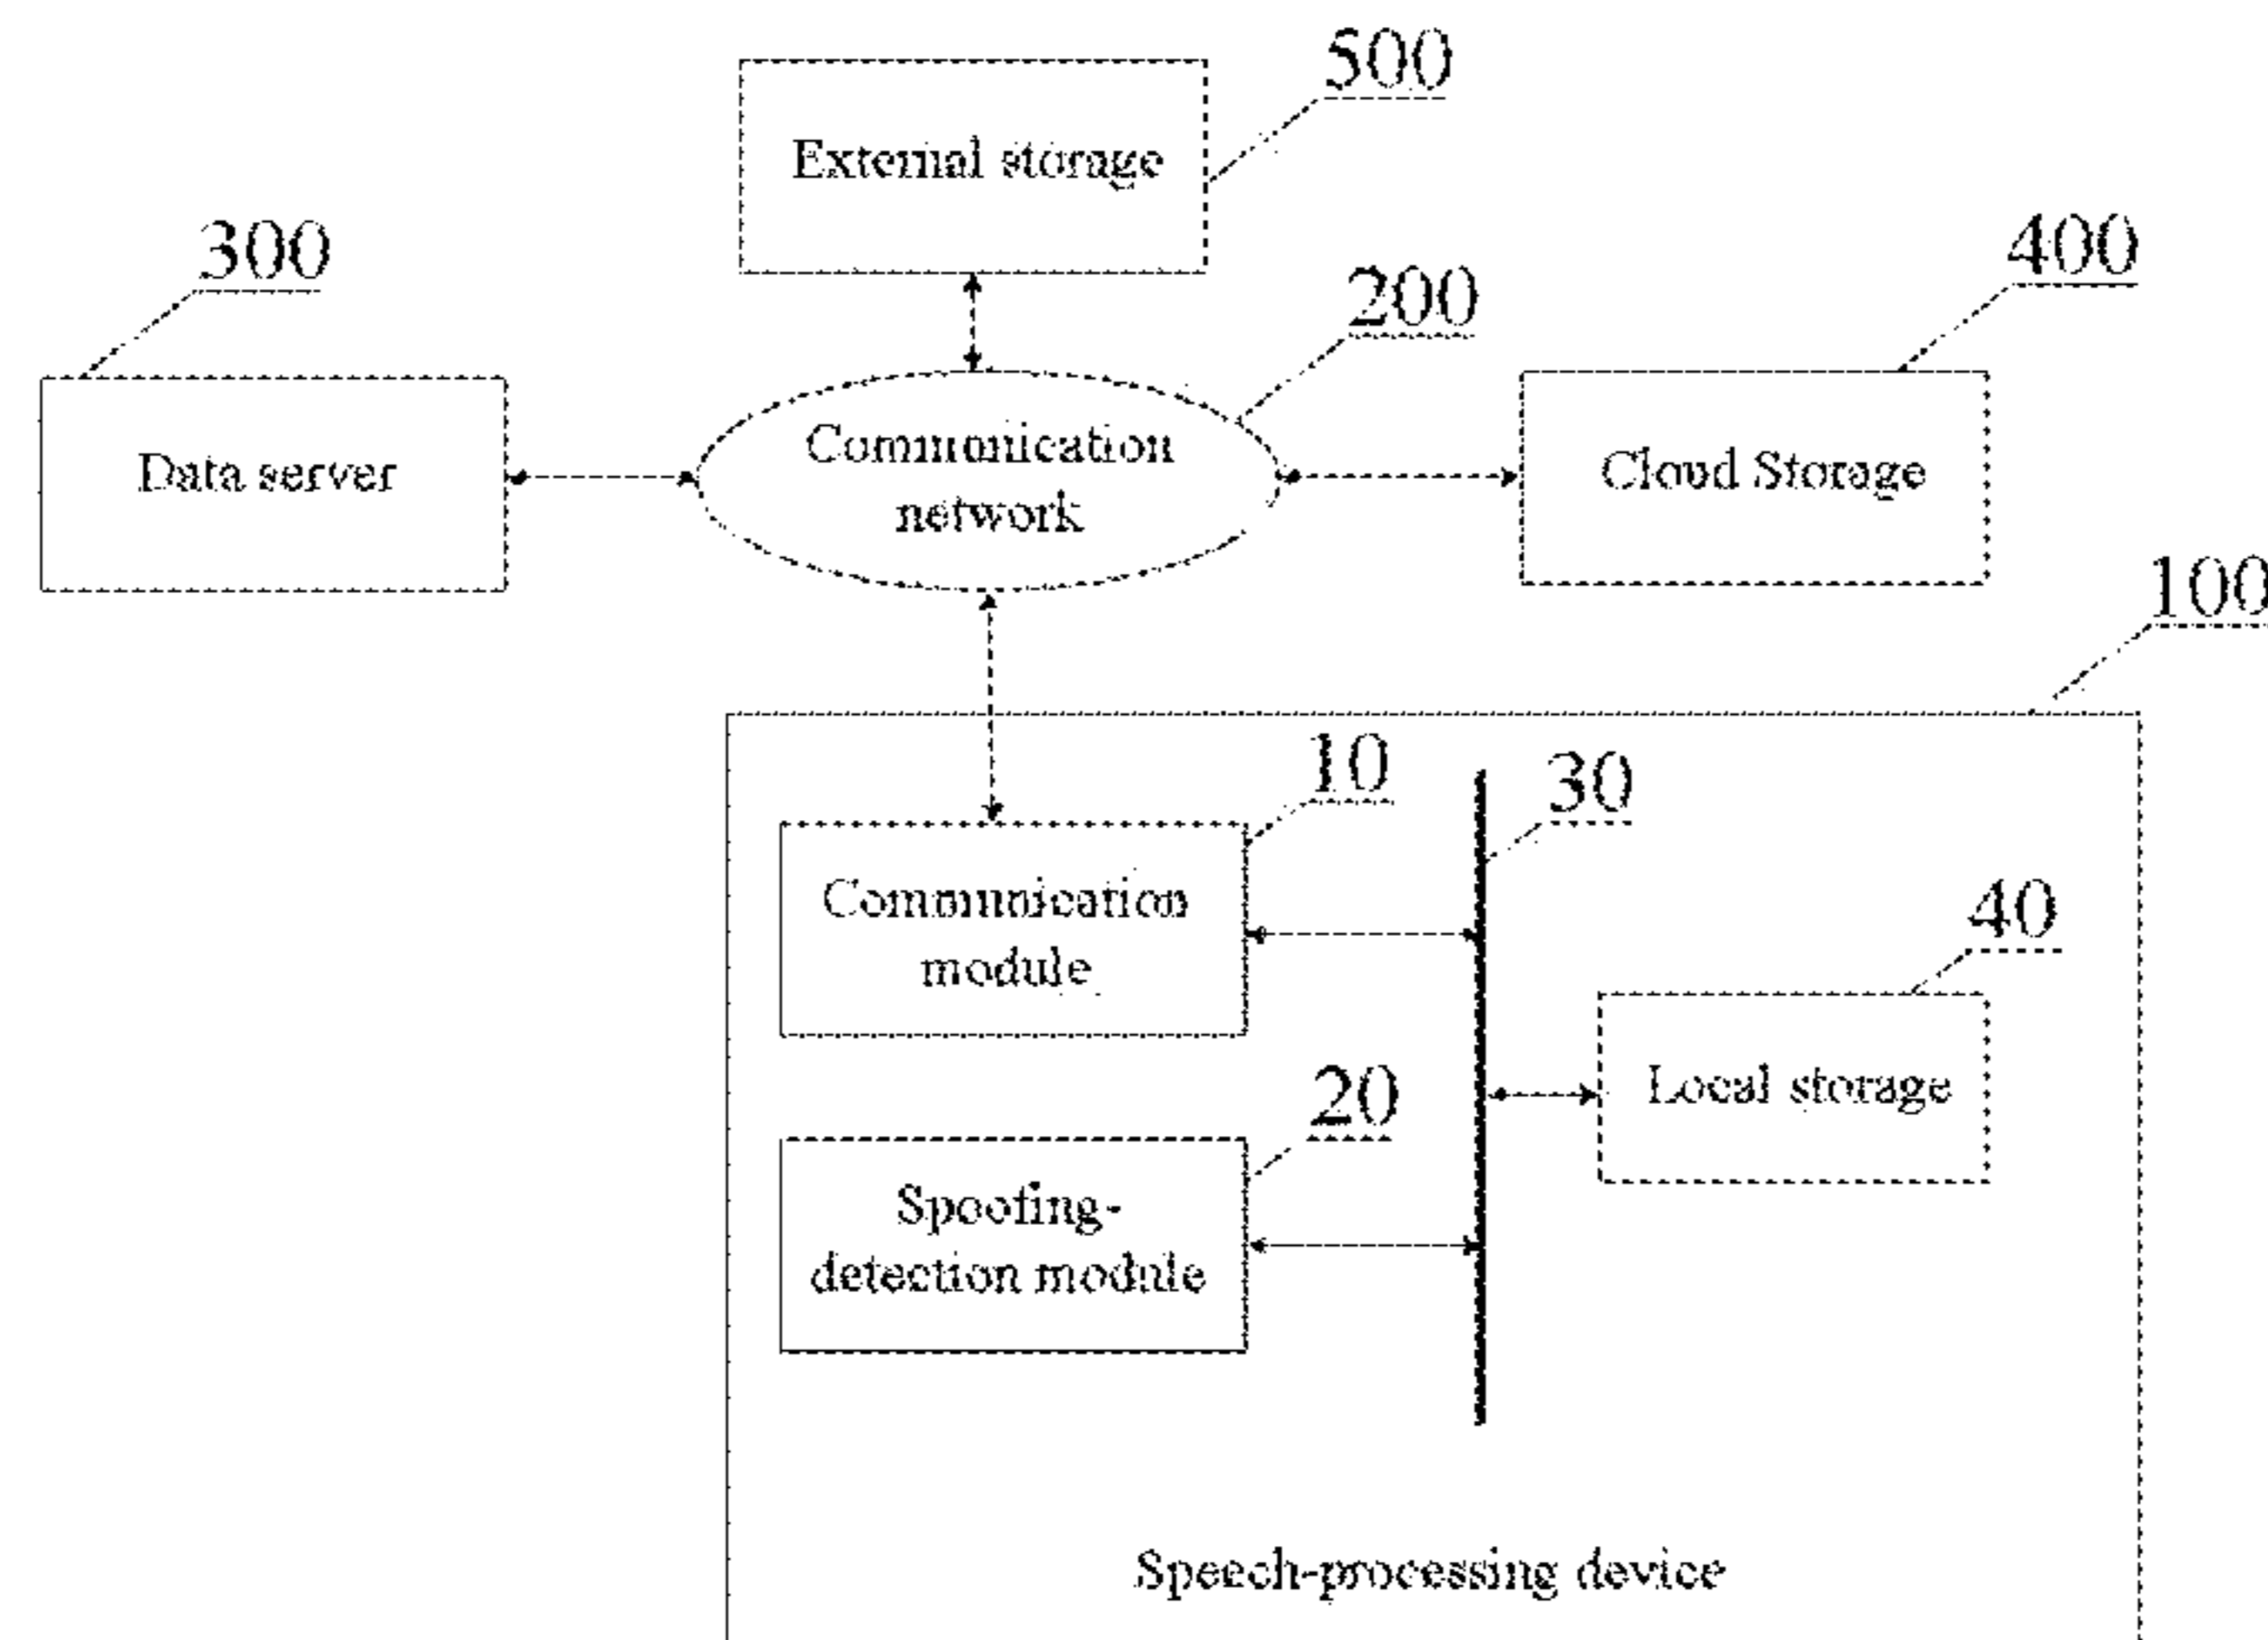 500
External storage
300
400
200
Data server
Communication
network
Cloud Storage
100
10
30
Communication
module
40
Local storage
20
Spoofing-
detection module
Speech-processing device